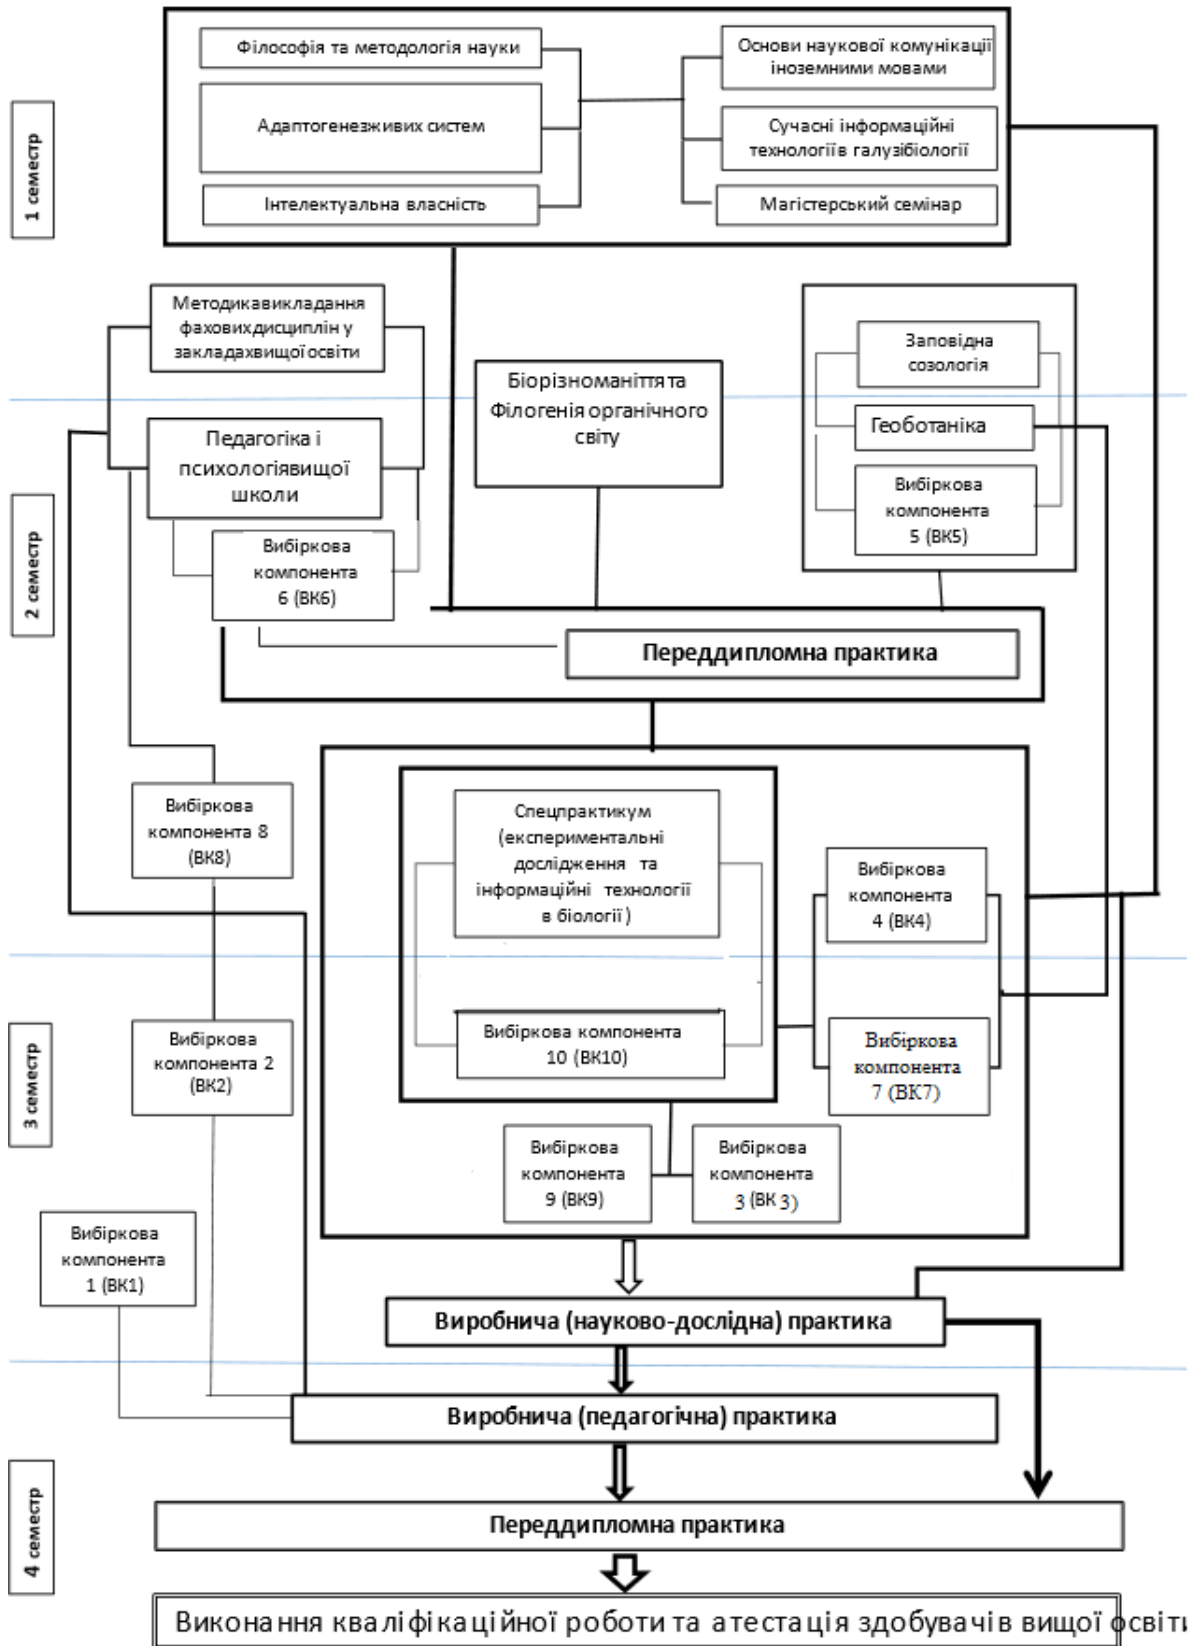 1 семестр
Філософія та методологія науки
Адаптогенезживих систем
Інтелектуальна власність
Основи наукової комунікації
іноземними мовами
Сучасні інформаційні
технологіїв галузібіології
Магістерський семінар
Методикавикладання
фаховихдисциплін у
закладахвищої освіти
Біорізноманіттята
Філогенія органічного
світу
Заповідна
созологія
Геоботаніка
Вибіркова
компонента
5 (ВК5)
2 семестр
Педагогіка і
психологіявищої
школи
Вибіркова
компонента
6 (ВК6)
Переддипломна практика
Вибіркова
компонента 8
(ВК8)
Спецпрактикум
(експериментальні
дослідження та
інформаційні технології
в біології)
Вибіркова
компонента
4 (ВК4)
3 семестр
Вибіркова
компонента 2
(ВК2)
Вибіркова компонента
10 (ВК10)
Вибіркова
компонента
7 (ВК7)
Вибіркова
компонента
9 (ВК9)
Вибіркова
компонента
3 (ВК 3)
Вибіркова
компонента
1 (ВК1)
Виробнича (науково-дослідна) практика
Виробнича (педагогічна) практика
4 семестр
Переддипломна практика
Виконання кваліфікаційної роботи та атестація здобувачів вищої освіти